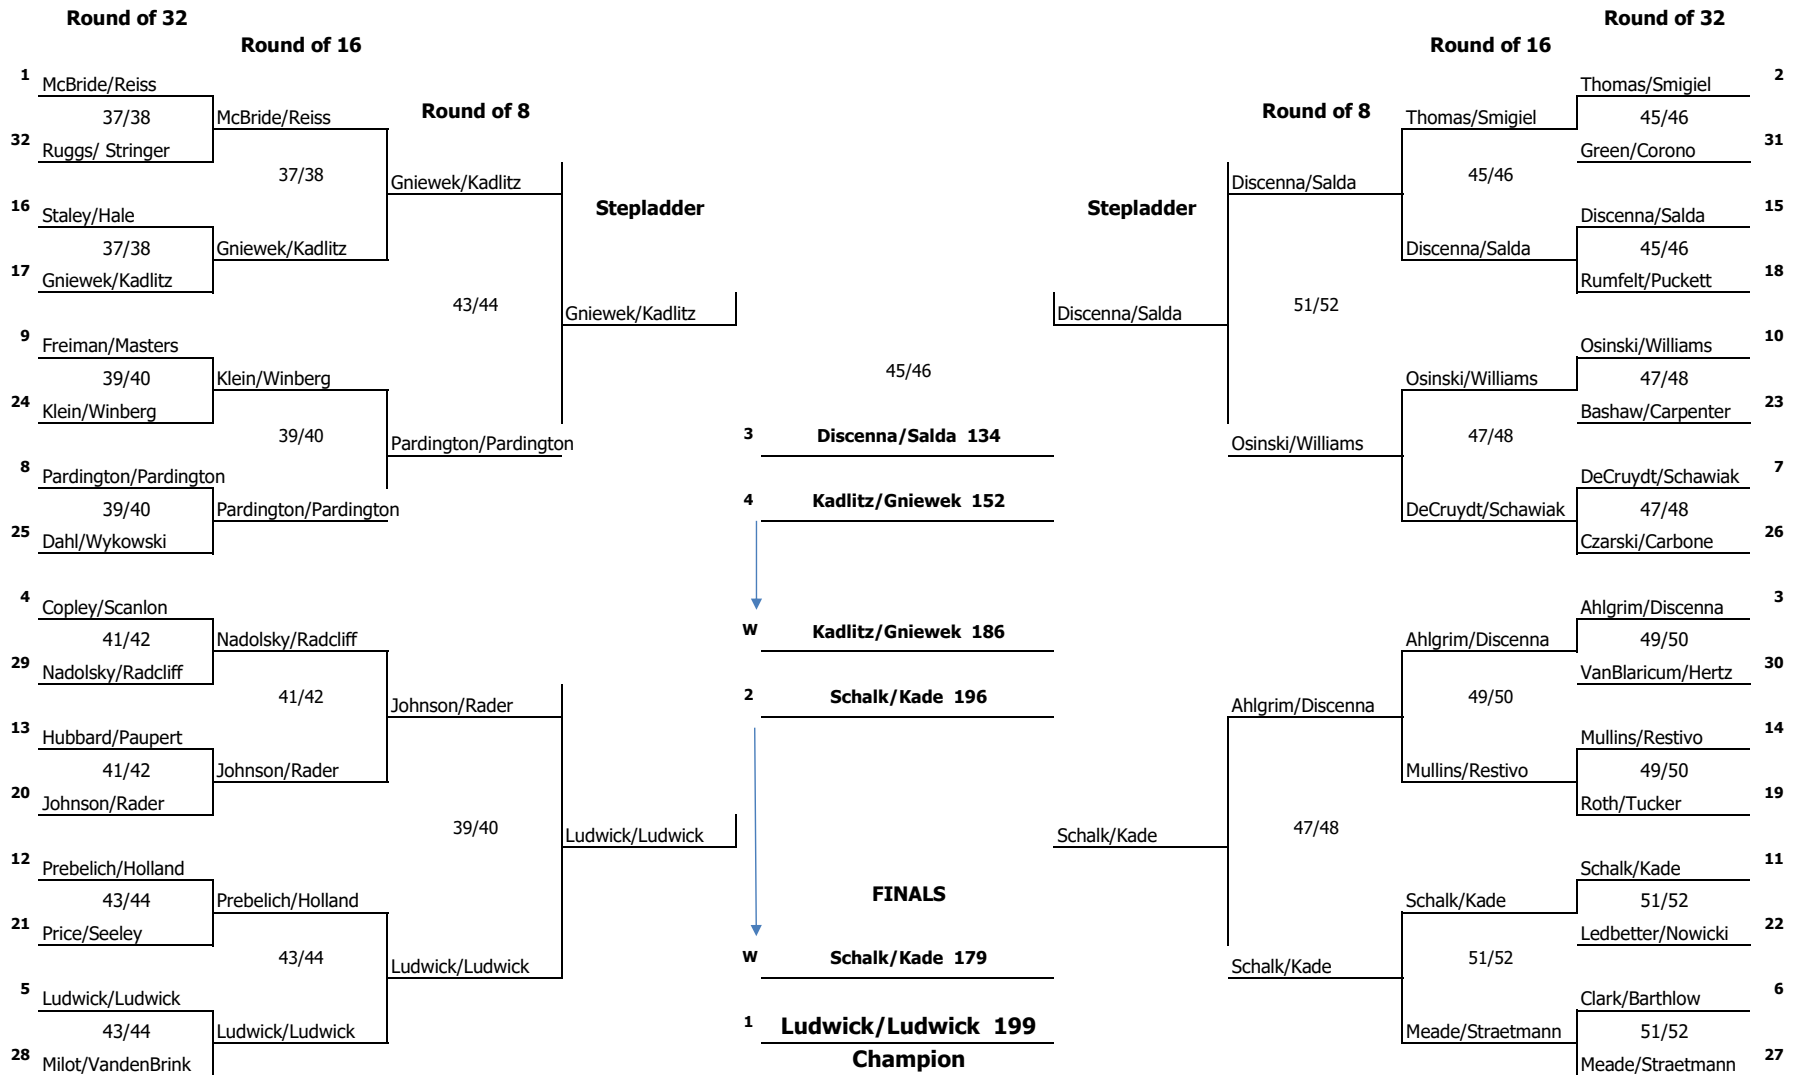 Round of 32
Round of 16
Round of 8
Stepladder
1
McBride/Reiss
37/38
32
Ruggs/ Stringer
16
Staley/Hale
37/38
17
Gniewek/Kadlitz
9
Freiman/Masters
39/40
24
Klein/Winberg
8
Pardington/Pardington
39/40
25
Dahl/Wykowski
4
Copley/Scanlon
41/42
29
Nadolsky/Radcliff
13
Hubbard/Paupert
41/42
20
Johnson/Rader
12
Prebelich/Holland
43/44
21
Price/Seeley
5
Ludwick/Ludwick
43/44
28
Milot/VandenBrink
McBride/Reiss
37/38
Gniewek/Kadlitz
Klein/Winberg
39/40
Pardington/Pardington
Nadolsky/Radcliff
41/42
Johnson/Rader
Prebelich/Holland
43/44
Ludwick/Ludwick
Gniewek/Kadlitz
43/44
Pardington/Pardington
Johnson/Rader
39/40
Ludwick/Ludwick
Gniewek/Kadlitz
Ludwick/Ludwick
45/46
3 Discenna/Salda 134
4 Kadlitz/Gniewek 152
W Kadlitz/Gniewek 186
2 Schalk/Kade 196
FINALS
W Schalk/Kade 179
1 Ludwick/Ludwick 199
Champion
Stepladder
Round of 8
Round of 16
Round of 32
Discenna/Salda
Schalk/Kade
Discenna/Salda
51/52
Osinski/Williams
Ahlgrim/Discenna
47/48
Schalk/Kade
Thomas/Smigiel
45/46
Discenna/Salda
Osinski/Williams
47/48
DeCruydt/Schawiak
Ahlgrim/Discenna
49/50
Mullins/Restivo
Schalk/Kade
51/52
Meade/Straetmann
2
Thomas/Smigiel
45/46
31
Green/Corono
15
Discenna/Salda
45/46
18
Rumfelt/Puckett
10
Osinski/Williams
47/48
23
Bashaw/Carpenter
7
DeCruydt/Schawiak
47/48
26
Czarski/Carbone
3
Ahlgrim/Discenna
49/50
30
VanBlaricum/Hertz
14
Mullins/Restivo
49/50
19
Roth/Tucker
11
Schalk/Kade
51/52
22
Ledbetter/Nowicki
6
Clark/Barthlow
51/52
27
Meade/Straetmann